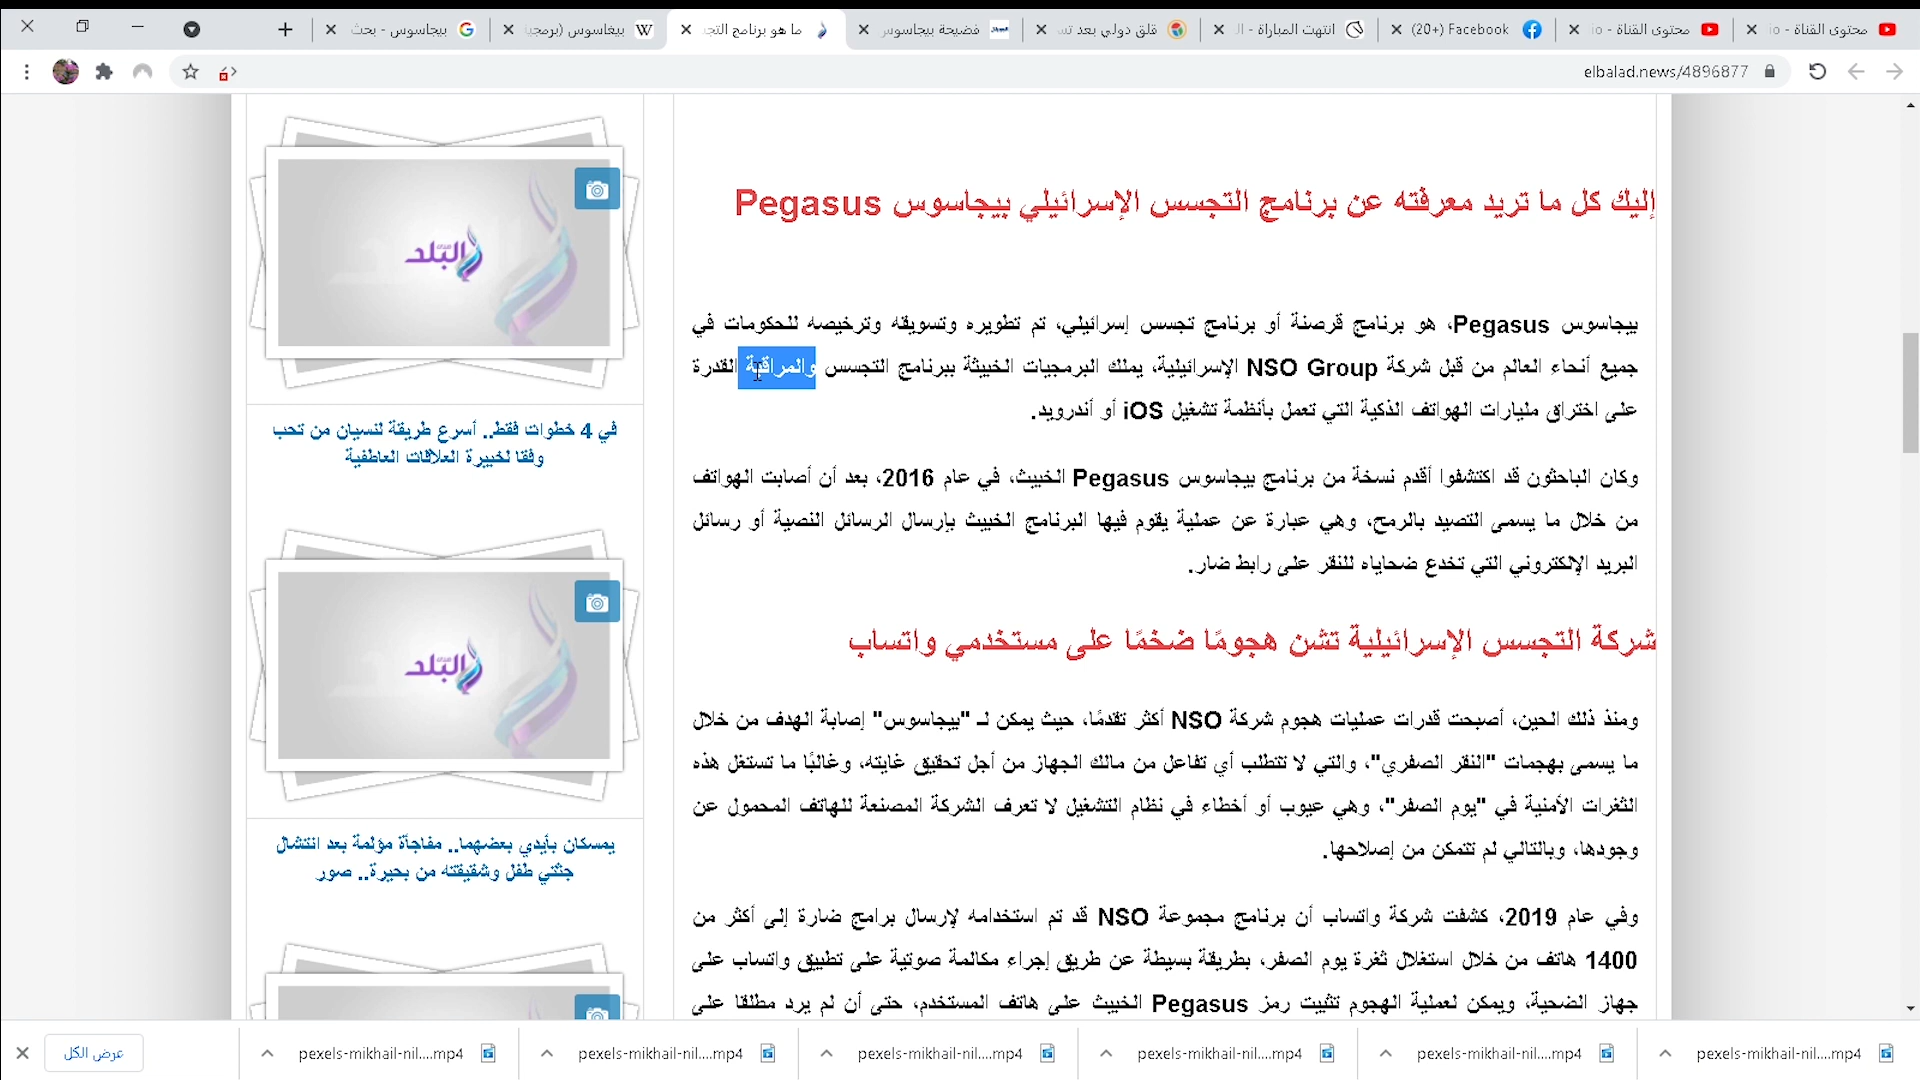 محتوى القناة - io
محتوى القناة - io
Facebook (20+)
انتهت المباراة - ال
قلق دولي بعد تس
فضيحة بيجاسوس
ما هو برنامج التجس
بيغاسوس (برمجيا
بيجاسوس - بحث
elbalad.news/4896877
إليك كل ما تريد معرفته عن برنامج التجسس الإسرائيلي بيجاسوس Pegasus
بيجاسوس Pegasus، هو برنامج قرصنة أو برنامج تجسس إسرائيلي، تم تطويره وتسويقه وترخيصه للحكومات في
جميع أنحاء العالم من قبل شركة NSO Group الإسرائيلية، يملك البرمجيات الخبيثة ببرنامج التجسس والمراقبة القدرة
على اختراق مليارات الهواتف الذكية التي تعمل بأنظمة تشغيل iOS أو أندرويد.
وكان الباحثون قد اكتشفوا أقدم نسخة من برنامج بيجاسوس Pegasus الخبيث، في عام 2016، بعد أن أصابت الهواتف
من خلال ما يسمى التصيد بالرمح، وهي عبارة عن عملية يقوم فيها البرنامج الخبيث بإرسال الرسائل النصية أو رسائل
البريد الإلكتروني التي تخدع ضحاياه للنقر على رابط ضار.
شركة التجسس الإسرائيلية تشن هجومًا ضخمًا على مستخدمي واتساب
ومنذ ذلك الحين، أصبحت قدرات عمليات هجوم شركة NSO أكثر تقدمًا، حيث يمكن لـ "بيجاسوس" إصابة الهدف من خلال
ما يسمى بهجمات "النقر الصفري"، والتي لا تتطلب أي تفاعل من مالك الجهاز من أجل تحقيق غايته، وغالبًا ما تستغل هذه
الثغرات الأمنية في "يوم الصفر"، وهي عيوب أو أخطاء في نظام التشغيل لا تعرف الشركة المصنعة للهاتف المحمول عن
وجودها، وبالتالي لم تتمكن من إصلاحها.
وفي عام 2019، كشفت شركة واتساب أن برنامج مجموعة NSO قد تم استخدامه لإرسال برامج ضارة إلى أكثر من
1400 هاتف من خلال استغلال ثغرة يوم الصفر، بطريقة بسيطة عن طريق إجراء مكالمة صوتية على تطبيق واتساب على
جهاز الضحية، ويمكن لعملية الهجوم تثبيت رمز Pegasus الخبيث على هاتف المستخدم، حتى أن لم يرد مطلقا على
البلد
في 4 خطوات فقط.. أسرع طريقة لنسيان من تحب
وفقا لخبيرة العلاقات العاطفية
البلد
يمسكان بأيدي بعضهما.. مفاجأة مؤلمة بعد انتشال
جثتي طفل وشقيقته من بحيرة.. صور
pexels-mikhail-nil....mp4
pexels-mikhail-nil....mp4
pexels-mikhail-nil....mp4
pexels-mikhail-nil....mp4
pexels-mikhail-nil....mp4
pexels-mikhail-nil....mp4
عرض الكل